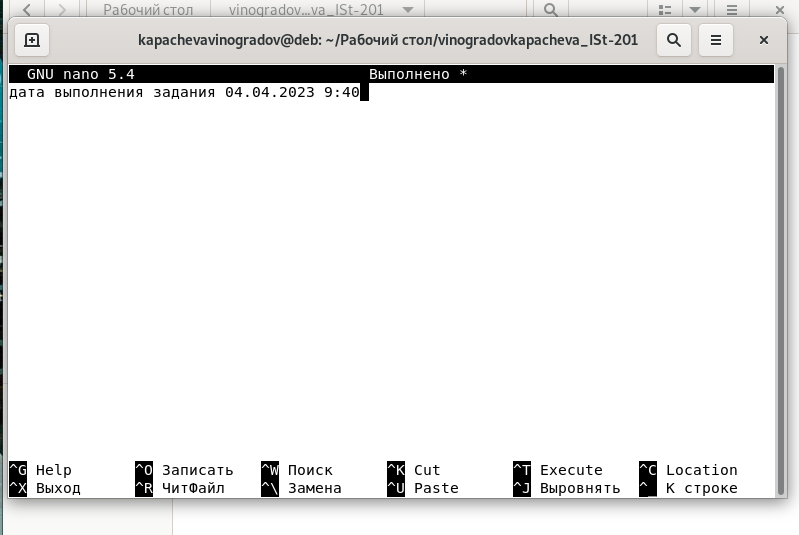 Рабочий стол vinogradov...va_ISt-201
kapachevavinogradov@deb: ~/Рабочий стол/vinogradovkapacheva_ISt-201
GNU nano 5.4 Выполнено *
дата выполнения задания 04.04.2023 9:40
^G Help ^O Записать ^W Поиск ^K Cut ^T Execute ^C Location
^X Выход ^R ЧитФайл ^\ Замена ^U Paste ^J Выровнять ^_ К строке